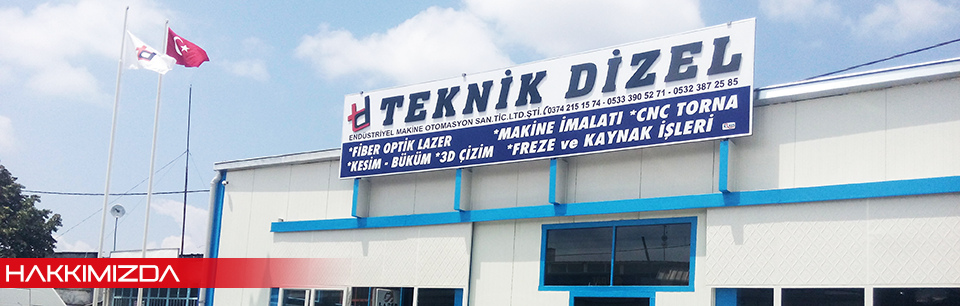 TEKNİK DİZEL
ENDÜSTRİYEL MAKİNE OTOMASYON SAN.TİC.LTD.ŞTİ. 0374 215 15 74 - 0533 390 52 71 - 0532 387 25 85
*FİBER OPTİK LAZER *MAKİNE İMALATI *CNC TORNA
*KESİM - BÜKÜM *3D ÇİZİM *FREZE ve KAYNAK İŞLERİ
HAKKIMIZDA